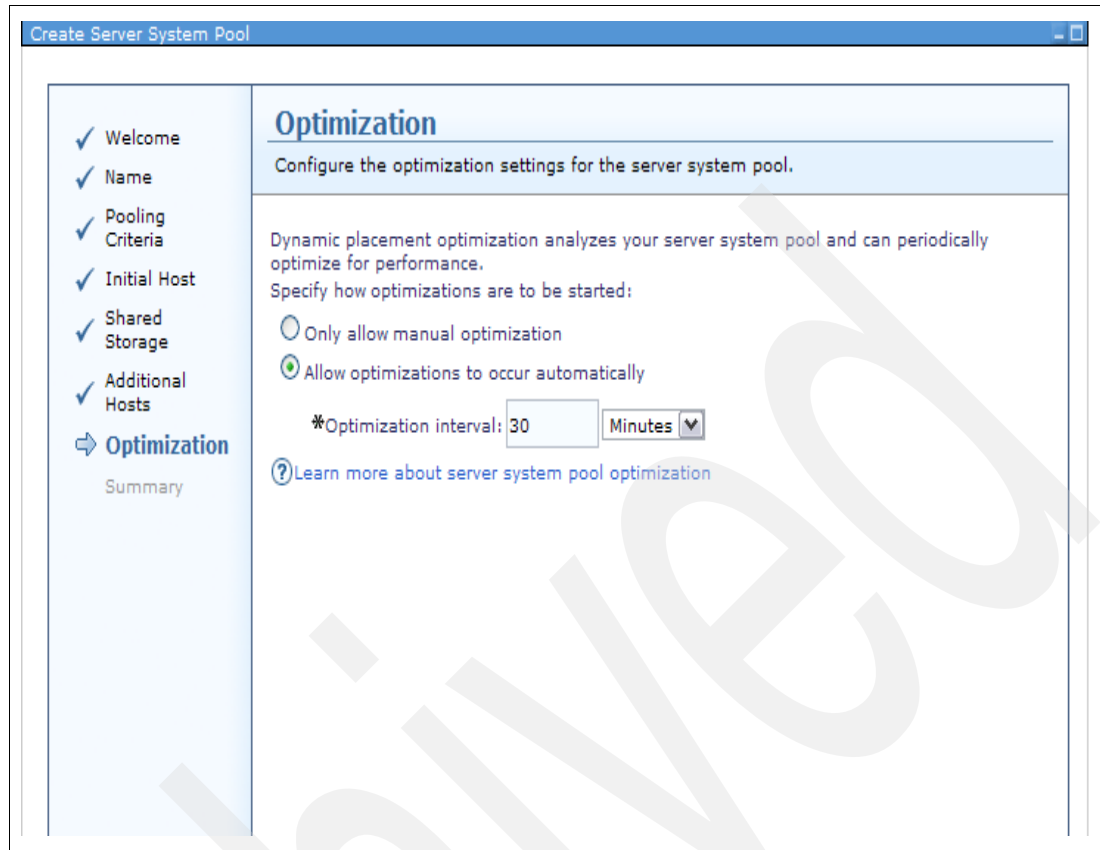 Create Server System Pool
Welcome
Name
Pooling
Criteria
Initial Host
Shared
Storage
Additional
Hosts
Optimization
Summary
Optimization
Configure the optimization settings for the server system pool.
Dynamic placement optimization analyzes your server system pool and can periodically
optimize for performance.
Specify how optimizations are to be started:
Only allow manual optimization
Allow optimizations to occur automatically
*Optimization interval: 30 Minutes
?Learn more about server system pool optimization
hived